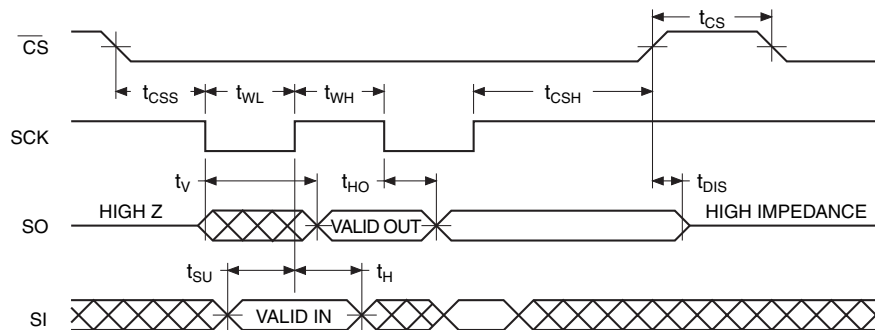 CS
t_CS
t_CSS
t_WL
t_WH
t_CSH
SCK
t_V
t_HO
t_DIS
HIGH Z
VALID OUT
HIGH IMPEDANCE
SO
t_SU
t_H
VALID IN
SI